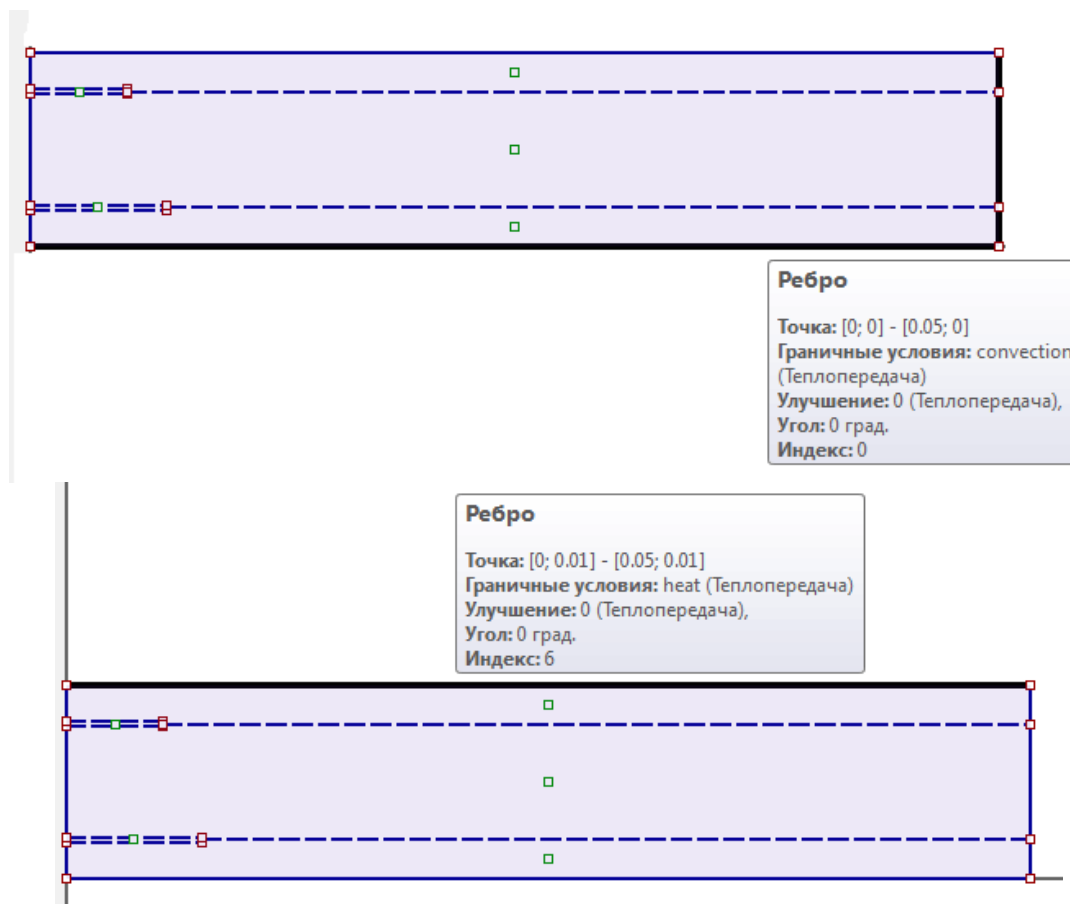 Ребро
Точка: [0; 0] - [0.05; 0]
Граничные условия: convection
(Теплопередача)
Улучшение: 0 (Теплопередача),
Угол: 0 град.
Индекс: 0
Ребро
Точка: [0; 0.01] - [0.05; 0.01]
Граничные условия: heat (Теплопередача)
Улучшение: 0 (Теплопередача),
Угол: 0 град.
Индекс: 6